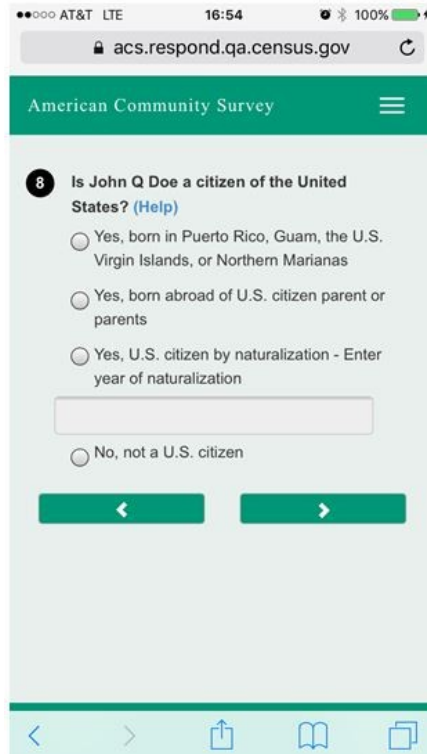 AT&T LTE 16:54 100%
acs.respond.qa.census.gov
American Community Survey
8 Is John Q Doe a citizen of the United
States? (Help)
Yes, born in Puerto Rico, Guam, the U.S.
Virgin Islands, or Northern Marianas
Yes, born abroad of U.S. citizen parent or
parents
Yes, U.S. citizen by naturalization - Enter
year of naturalization
No, not a U.S. citizen